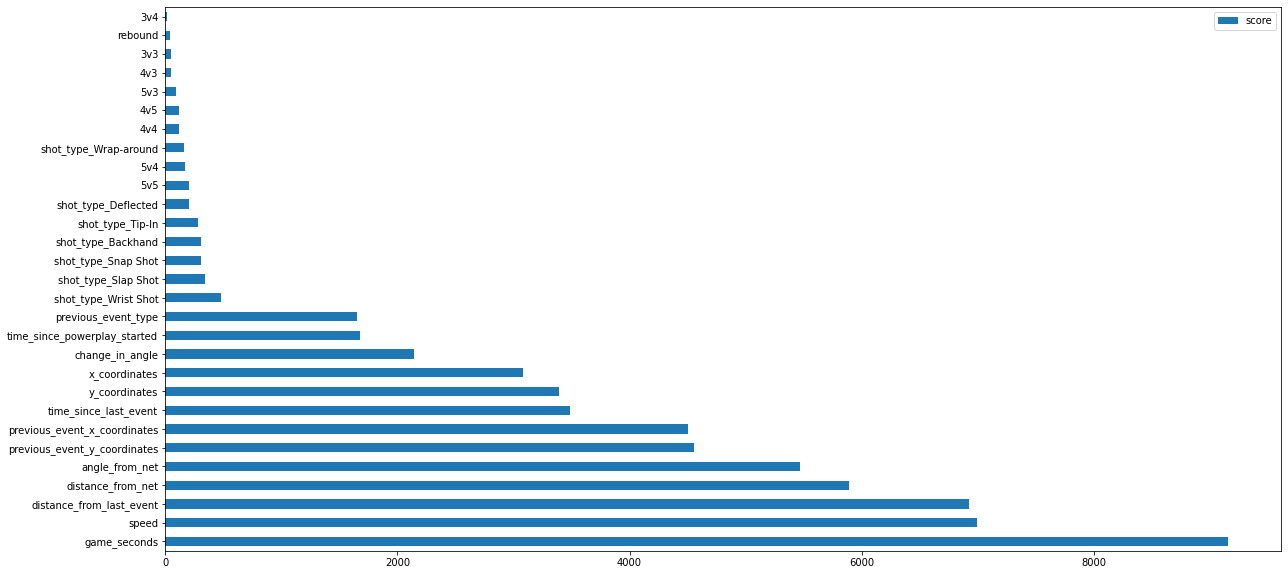 score
3v4
rebound
3v3
4v3
5v3
4v5
4v4
shot_type_Wrap-around
5v4
5v5
shot_type_Deflected
shot_type_Tip-In
shot_type_Backhand
shot_type_Snap Shot
shot_type_Slap Shot
shot_type_Wrist Shot
previous_event_type
time_since_powerplay_started
change_in_angle
x_coordinates
y_coordinates
time_since_last_event
previous_event_x_coordinates
previous_event_y_coordinates
angle_from_net
distance_from_net
distance_from_last_event
speed
game_seconds
0 2000 4000 6000 8000